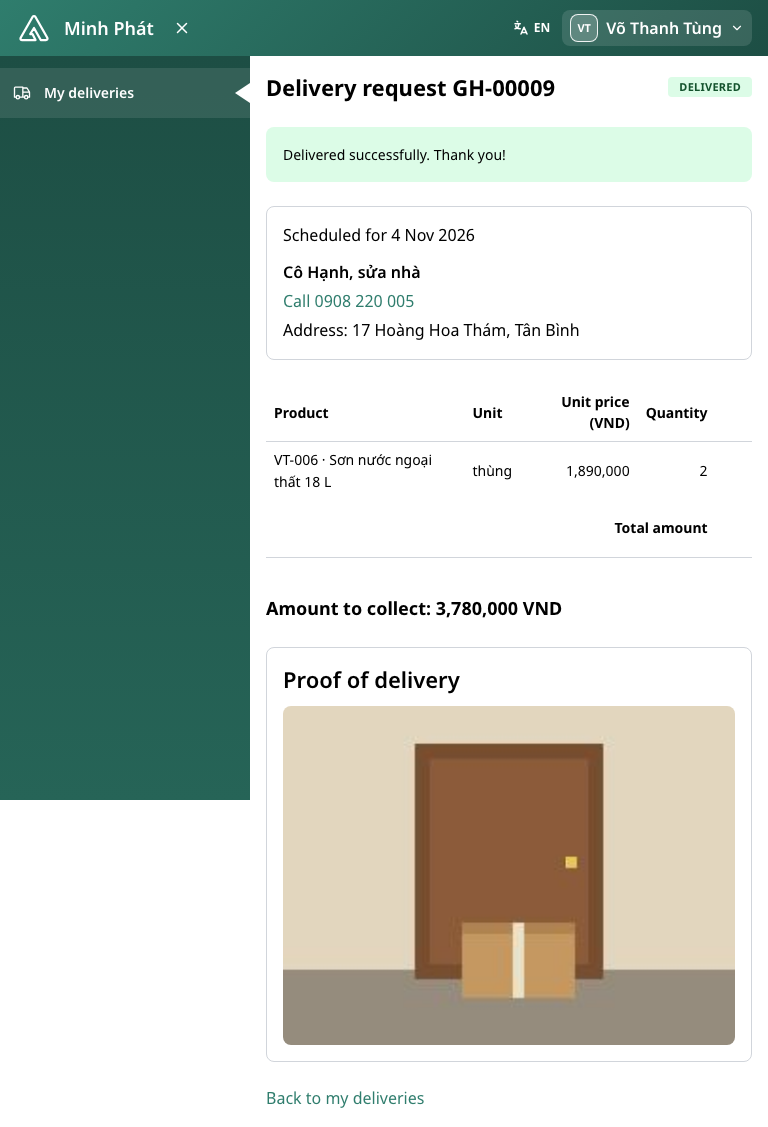 Minh Phát
EN
VT
Võ Thanh Tùng
My deliveries
Delivery request GH-00009
DELIVERED
Delivered successfully. Thank you!
Scheduled for 4 Nov 2026
Cô Hạnh, sửa nhà
Call 0908 220 005
Address: 17 Hoàng Hoa Thám, Tân Bình
Product Unit Unit price (VND) Quantity
VT-006 · Sơn nước ngoại
thất 18 L
thùng 1,890,000 2
Total amount
Amount to collect: 3,780,000 VND
Proof of delivery
Back to my deliveries